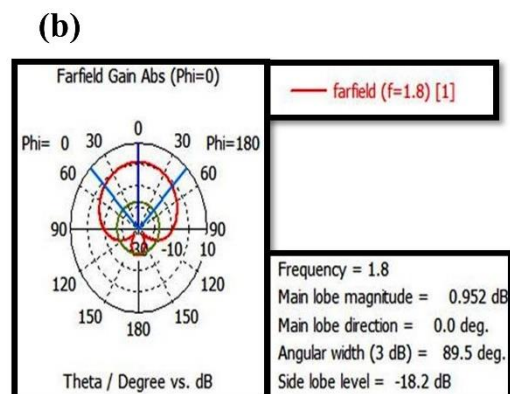 (b)
Farfield Gain Abs (Phi=0)
farfield (f=1.8) [1]
Phi= 0 30 0 30 Phi=180
60 60
90 -30 -10 10 90
120 120
150 150
180
Theta / Degree vs. dB
Frequency = 1.8
Main lobe magnitude = 0.952 dB
Main lobe direction = 0.0 deg.
Angular width (3 dB) = 89.5 deg.
Side lobe level = -18.2 dB